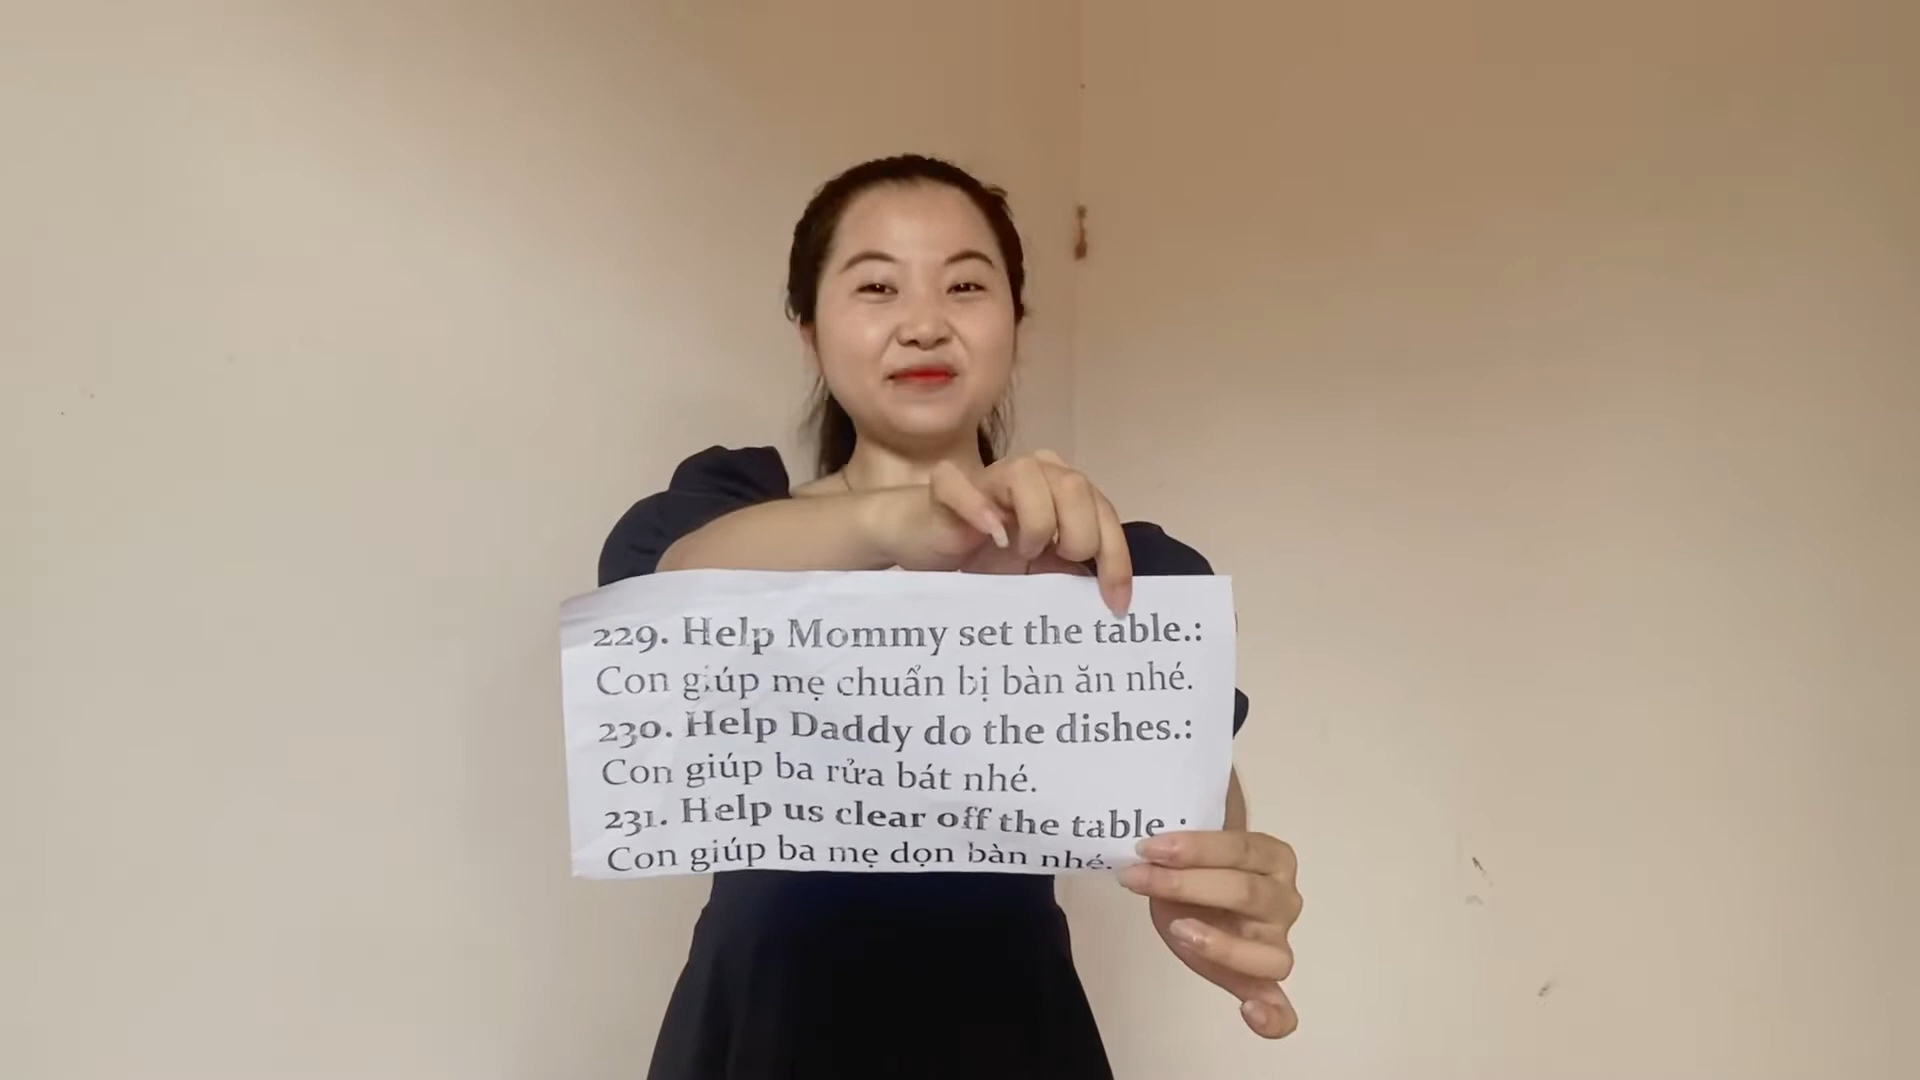 229. Help Mommy set the table.:
Con giúp mẹ chuẩn bị bàn ăn nhé.
230. Help Daddy do the dishes.:
Con giúp ba rửa bát nhé.
231. Help us clear off the table.:
Con giúp ba mẹ dọn bàn nhé.